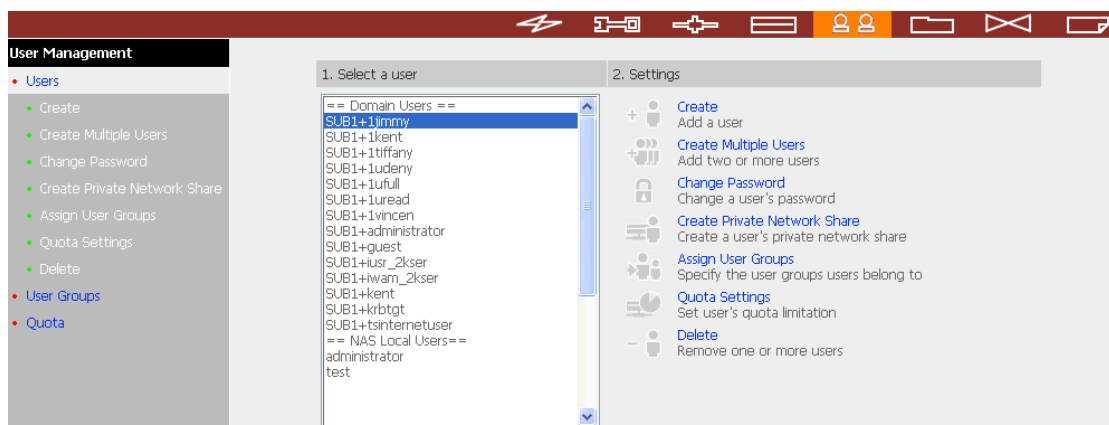 User Management
Users
Create
Create Multiple Users
Change Password
Create Private Network Share
Assign User Groups
Quota Settings
Delete
User Groups
Quota
1. Select a user
== Domain Users ==
SUB1+1jimmy
SUB1+1kent
SUB1+1tiffany
SUB1+1udeny
SUB1+1ufull
SUB1+1uread
SUB1+1vincen
SUB1+administrator
SUB1+guest
SUB1+iusr_2kser
SUB1+iwam_2kser
SUB1+kent
SUB1+krbtgt
SUB1+tsinternetuser
== NAS Local Users==
administrator
test
2. Settings
Create
Add a user
Create Multiple Users
Add two or more users
Change Password
Change a user's password
Create Private Network Share
Create a user's private network share
Assign User Groups
Specify the user groups users belong to
Quota Settings
Set user's quota limitation
Delete
Remove one or more users